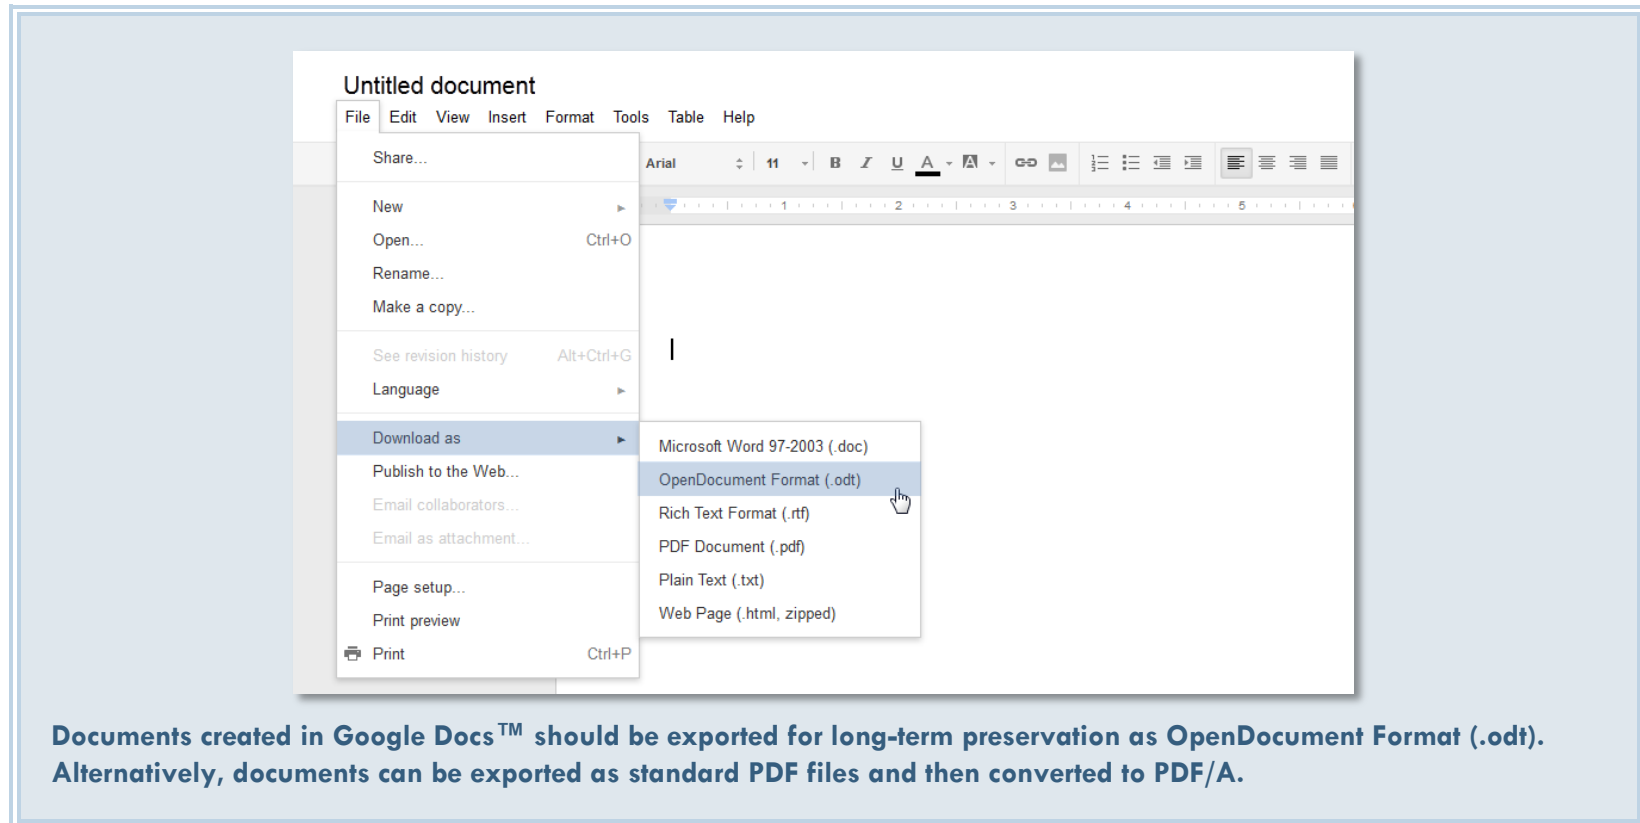 Untitled document
File Edit View Insert Format Tools Table Help
Share...
Arial 11 B I U A A
New
1 2 3 4 5
Open... Ctrl+O
Rename...
Make a copy...
See revision history Alt+Ctrl+G
Language
Download as
Publish to the Web...
Email collaborators...
Email as attachment...
Page setup...
Print preview
Print Ctrl+P
Microsoft Word 97-2003 (.doc)
OpenDocument Format (.odt)
Rich Text Format (.rtf)
PDF Document (.pdf)
Plain Text (.txt)
Web Page (.html, zipped)
Documents created in Google Docs™ should be exported for long-term preservation as OpenDocument Format (.odt).
Alternatively, documents can be exported as standard PDF files and then converted to PDF/A.